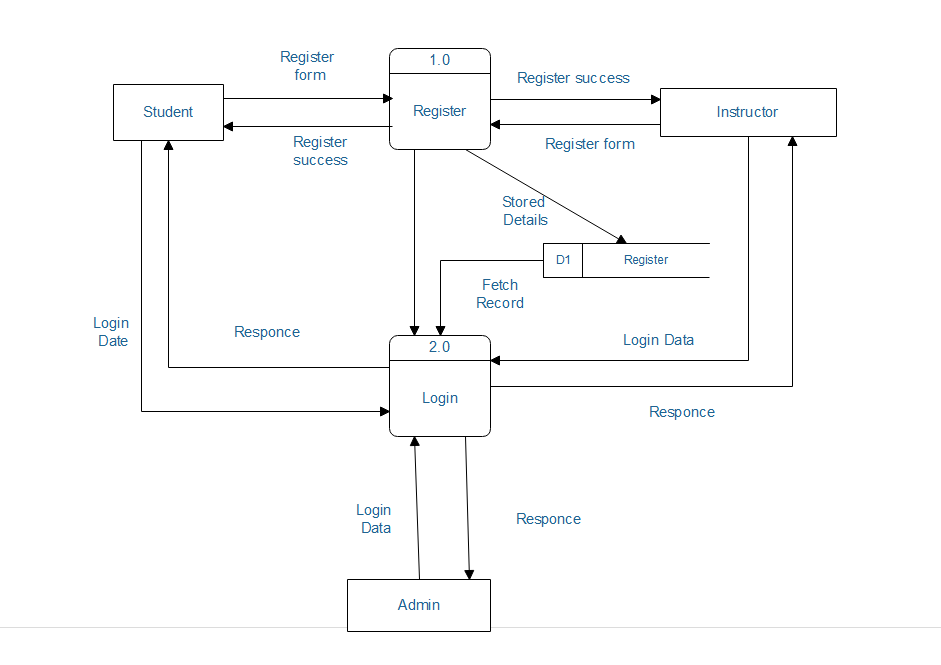 Register
form
1.0
Register success
Student
Register
Instructor
Register
success
Register form
Stored
Details
D1
Register
Fetch
Record
Login
Date
Responce
2.0
Login Data
Login
Responce
Login
Data
Responce
Admin